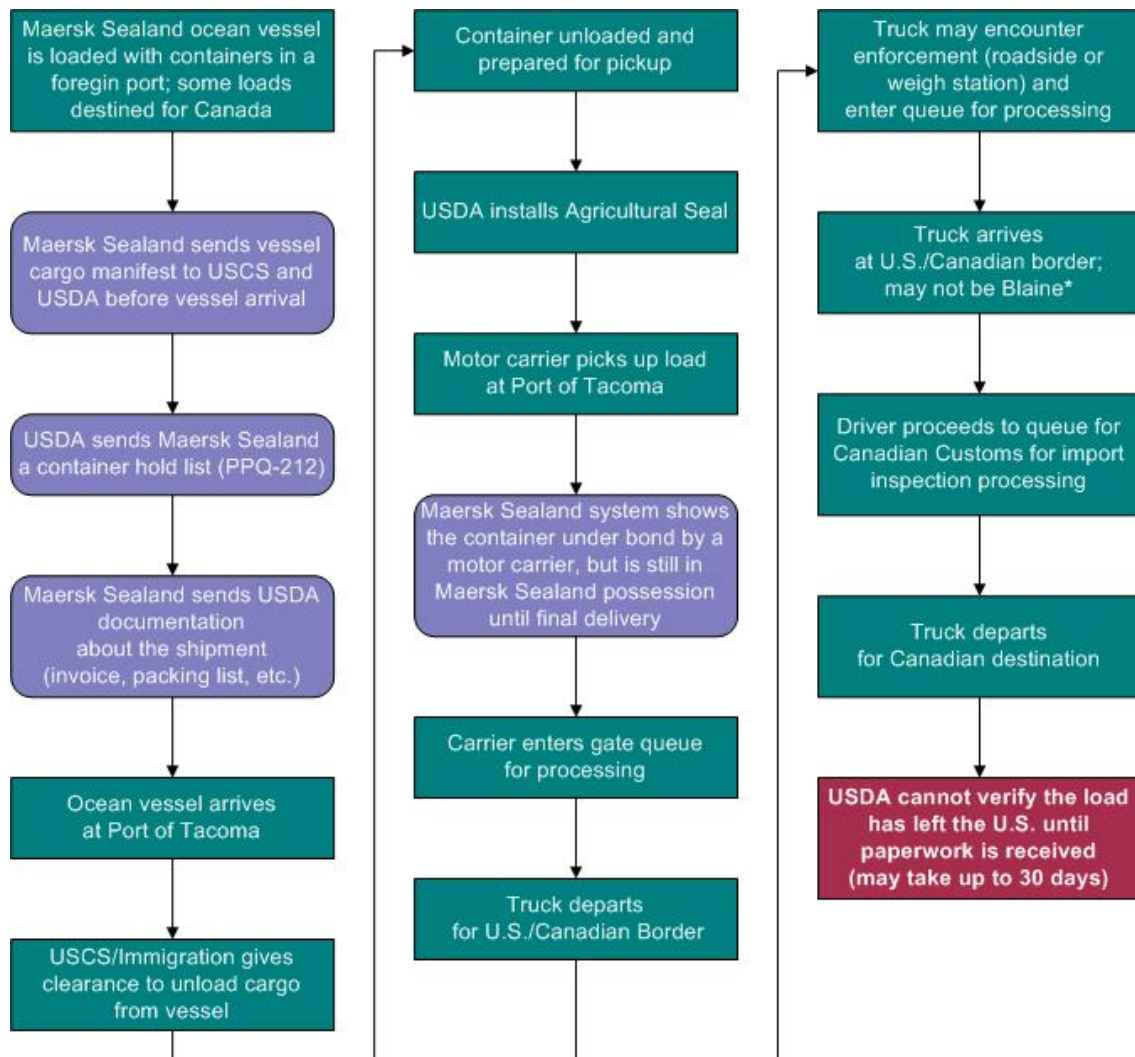 Maersk Sealand ocean vessel
is loaded with containers in a
foregin port; some loads
destined for Canada
Maersk Sealand sends vessel
cargo manifest to USCS and
USDA before vessel arrival
USDA sends Maersk Sealand
a container hold list (PPQ-212)
Maersk Sealand sends USDA
documentation
about the shipment
(invoice, packing list, etc.)
Ocean vessel arrives
at Port of Tacoma
USCS/Immigration gives
clearance to unload cargo
from vessel
Container unloaded and
prepared for pickup
USDA installs Agricultural Seal
Motor carrier picks up load
at Port of Tacoma
Maersk Sealand system shows
the container under bond by a
motor carrier, but is still in
Maersk Sealand possession
until final delivery
Carrier enters gate queue
for processing
Truck departs
for U.S./Canadian Border
Truck may encounter
enforcement (roadside or
weigh station) and
enter queue for processing
Truck arrives
at U.S./Canadian border;
may not be Blaine*
Driver proceeds to queue for
Canadian Customs for import
inspection processing
Truck departs
for Canadian destination
USDA cannot verify the load
has left the U.S. until
paperwork is received
(may take up to 30 days)